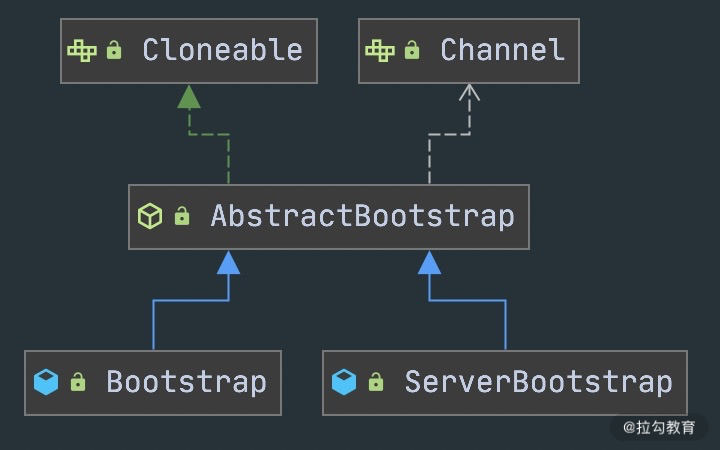 Cloneable
Channel
AbstractBootstrap
Bootstrap
ServerBootstrap
@拉勾教育